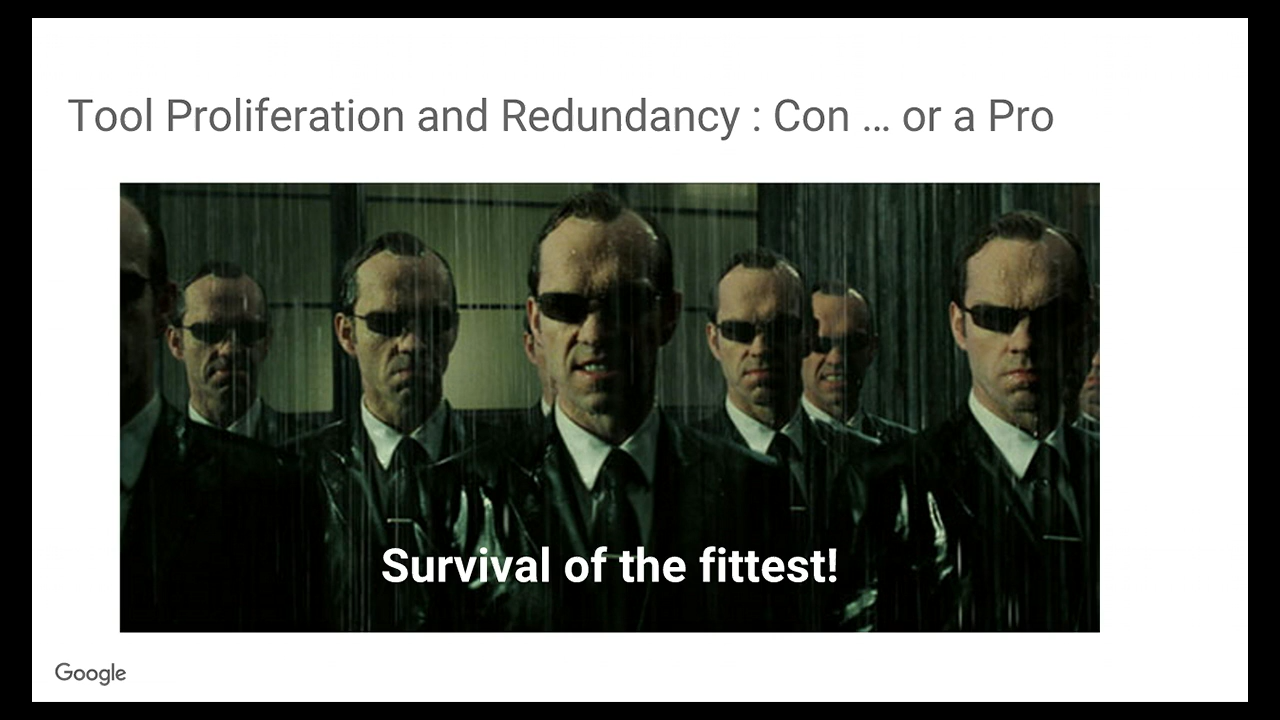 Tool Proliferation and Redundancy : Con ... or a Pro
Survival of the fittest!
Google